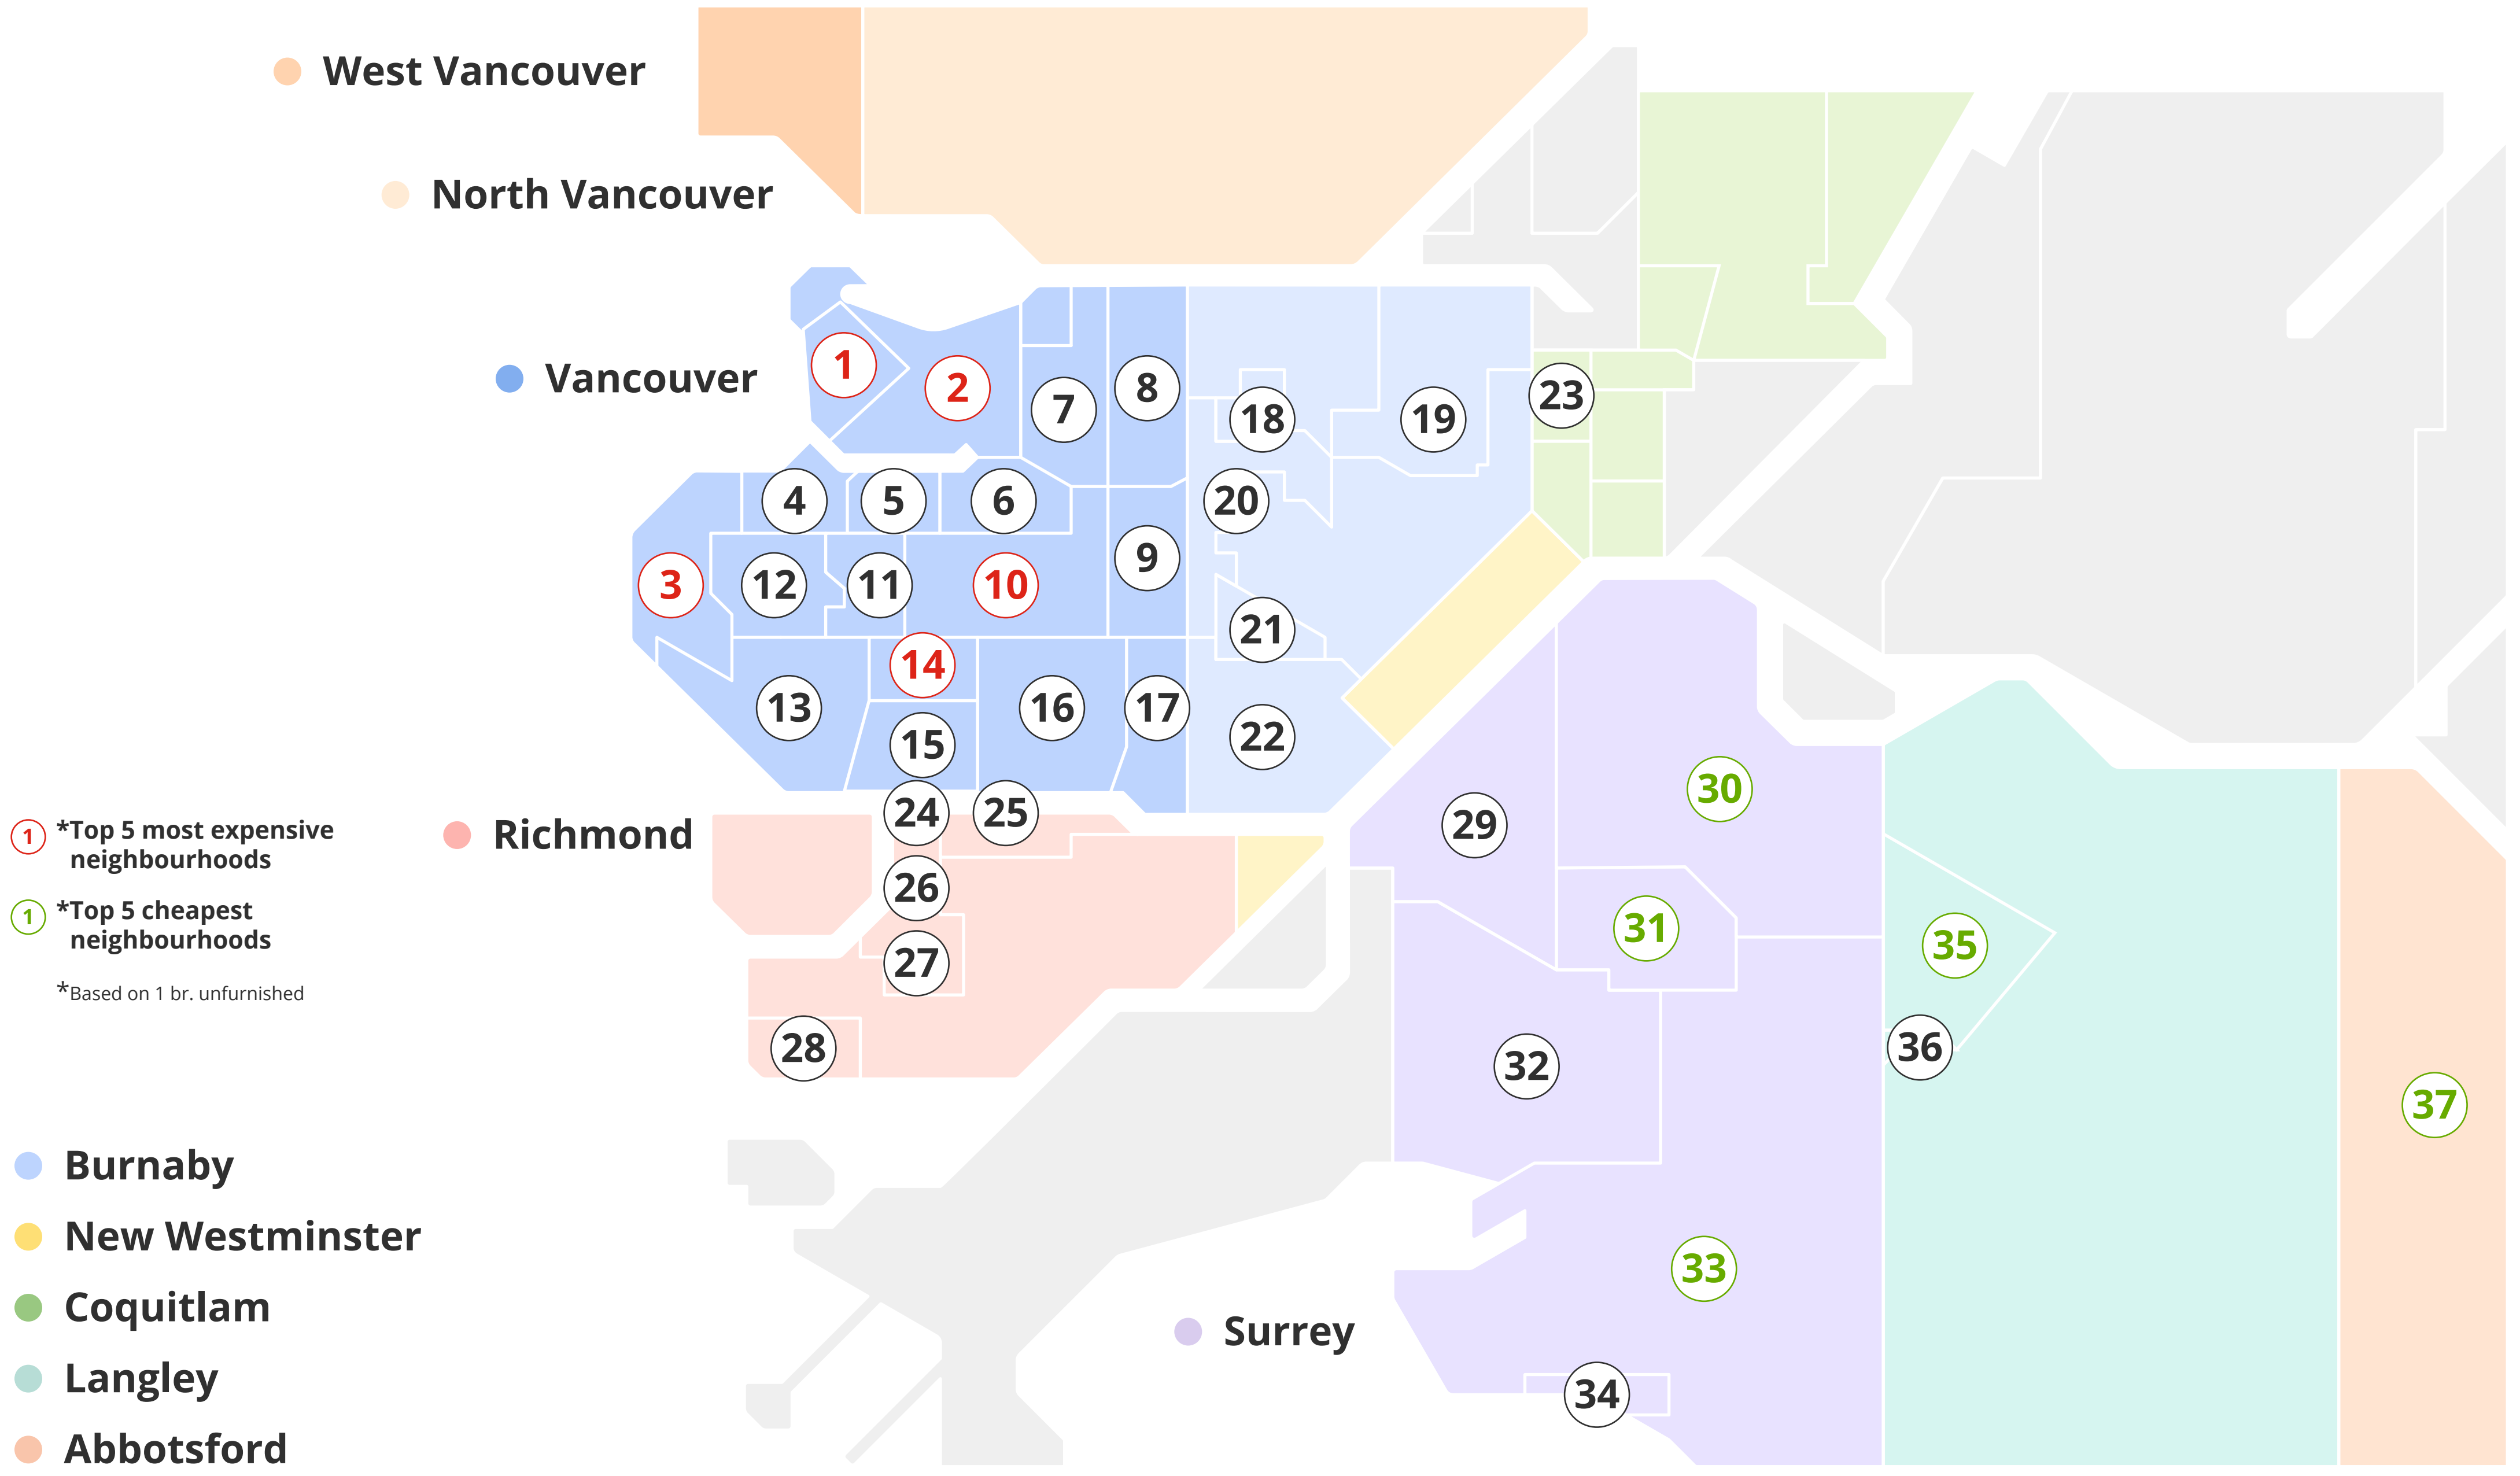 West Vancouver
North Vancouver
Vancouver
1
2
7
8
18
19
23
4
5
6
20
3
12
11
10
9
21
14
13
16
17
15
22
24
25
Richmond
26
27
28
29
30
31
32
33
34
35
36
37
1 *Top 5 most expensive
neighbourhoods
1 *Top 5 cheapest
neighbourhoods
*Based on 1 br. unfurnished
Burnaby
New Westminster
Coquitlam
Langley
Abbotsford
Surrey